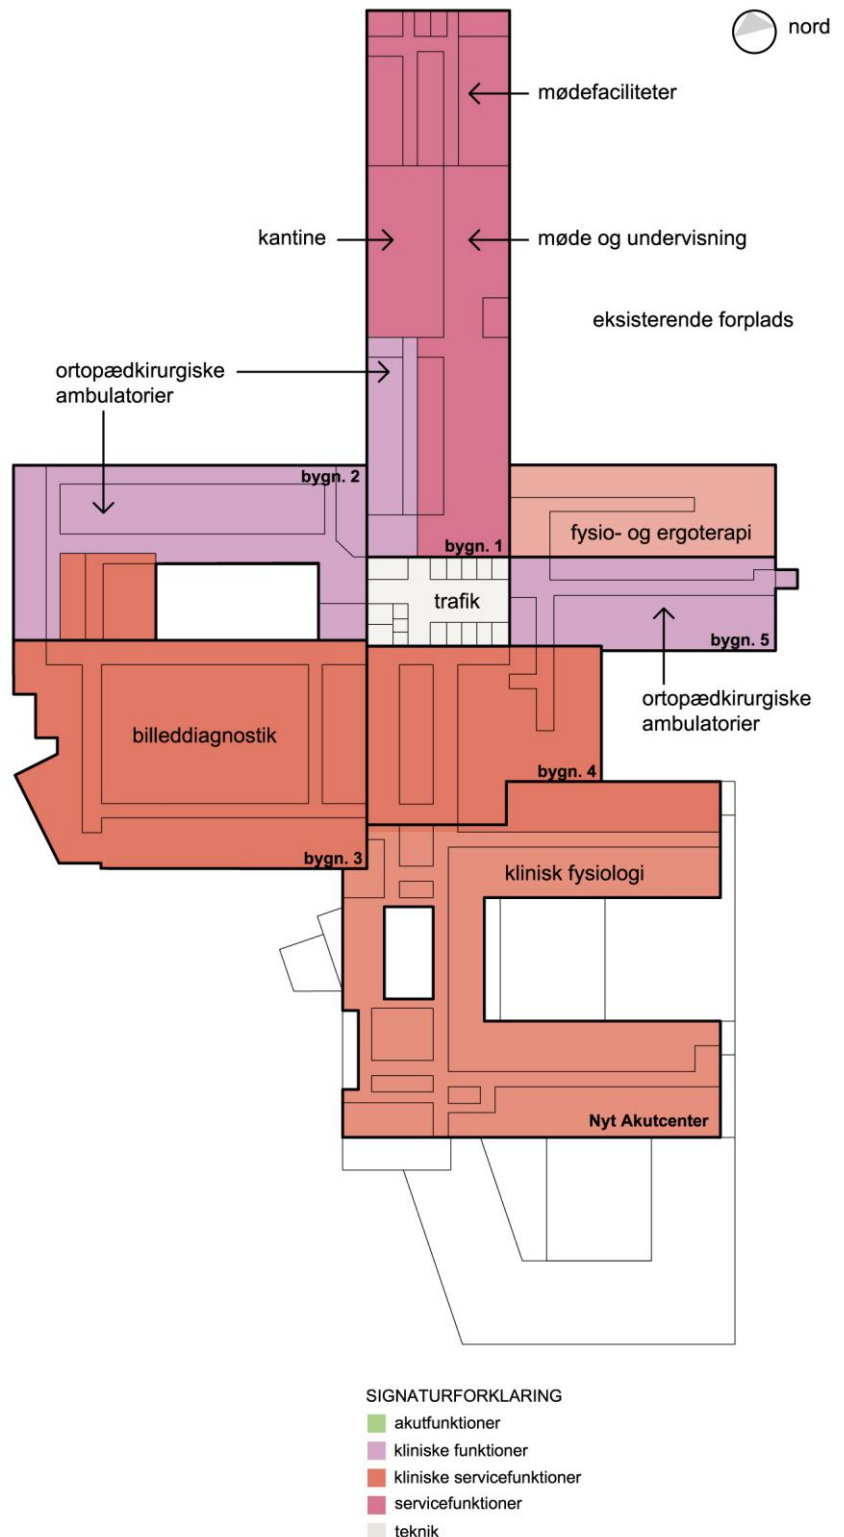 nord
mødefaciliteter
kantine
møde og undervisning
eksisterende forplads
ortopædkirurgiske
ambulatorier
bygn. 2
bygn. 1
fysio- og ergoterapi
trafik
bygn. 5
ortopædkirurgiske
ambulatorier
billeddiagnostik
bygn. 4
bygn. 3
klinisk fysiologi
Nyt Akutcenter
SIGNATURFORKLARING
akutfunktioner
kliniske funktioner
kliniske servicefunktioner
servicefunktioner
teknik